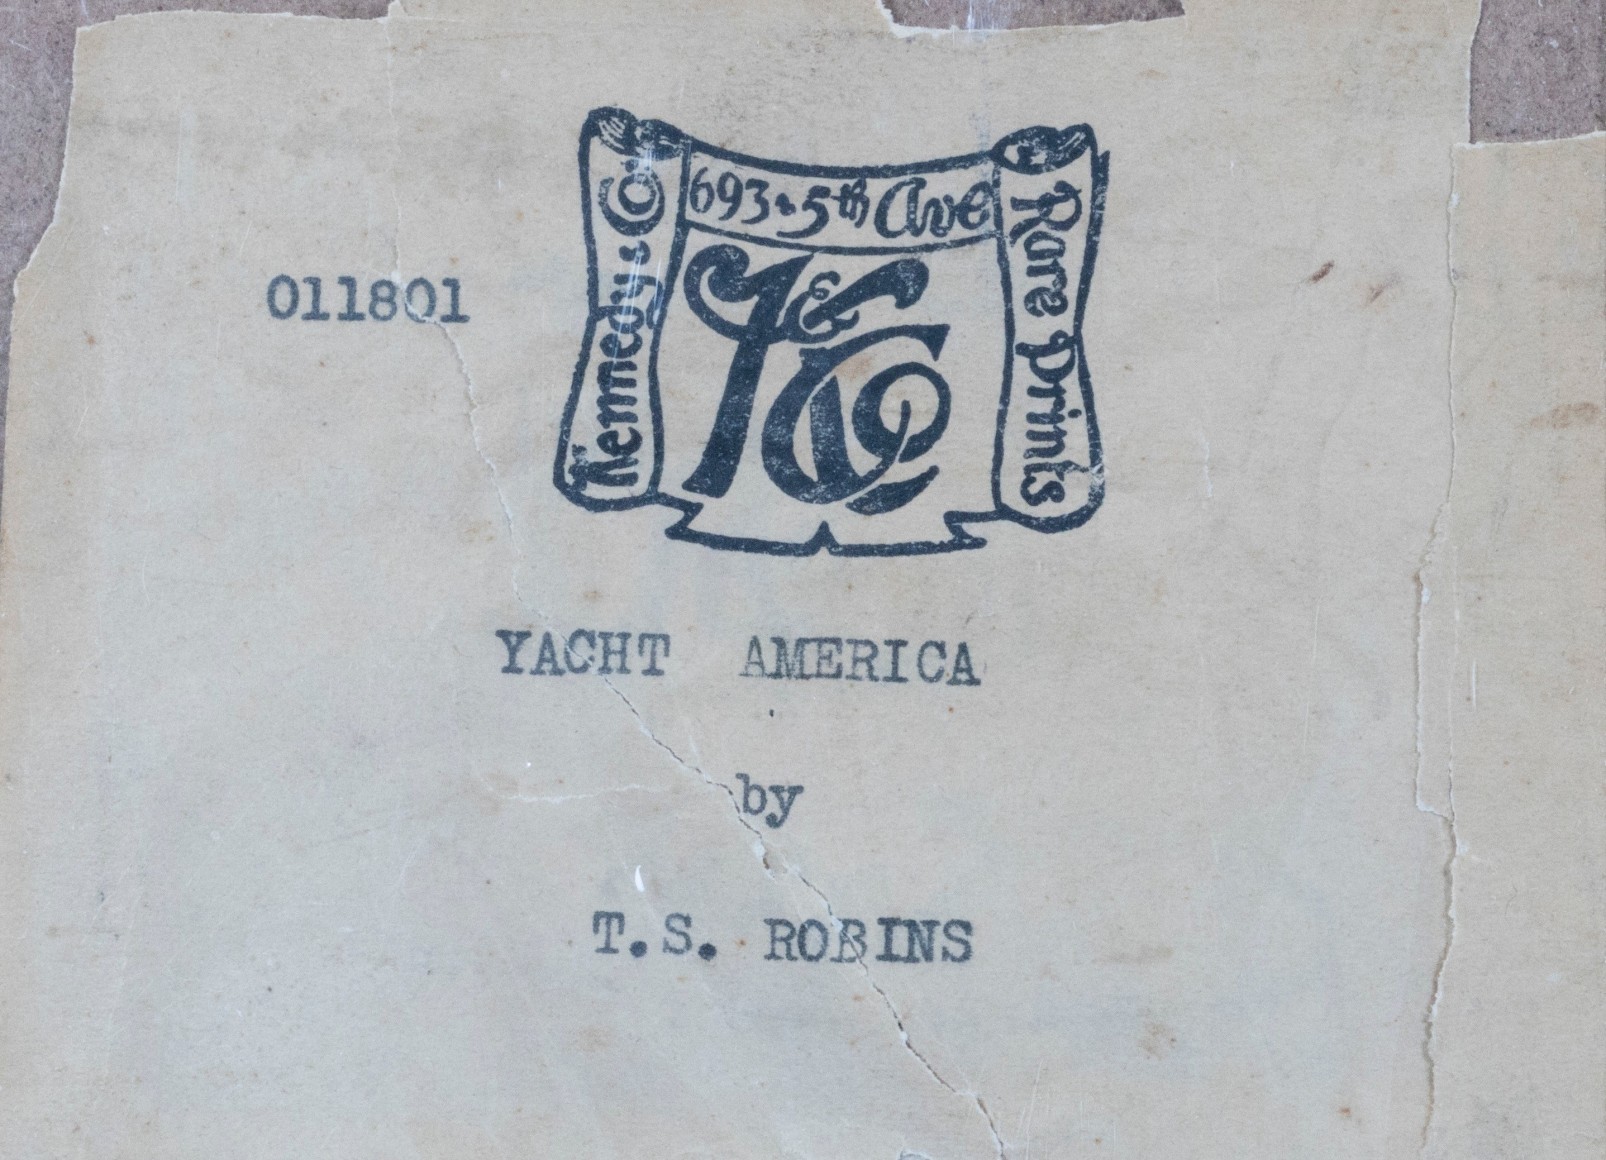 693·5th Ave
Kennedy & Co.
Rare Prints
K & Co
011801
YACHT AMERICA
by
T.S. ROBINS